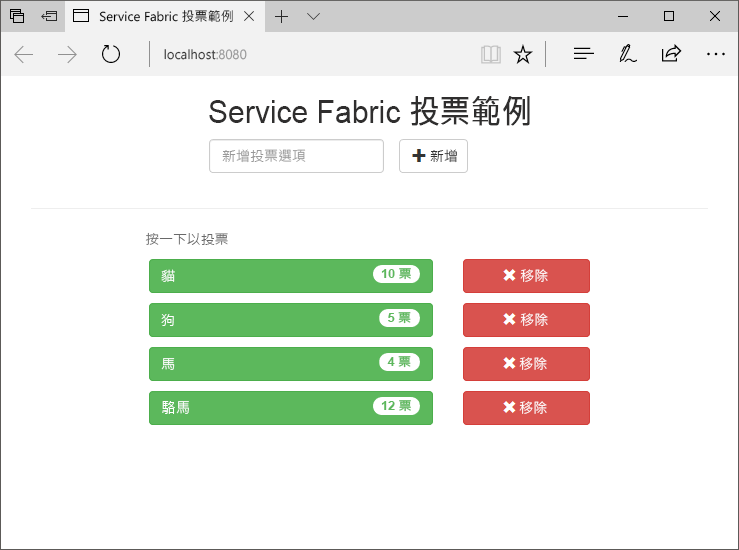 Service Fabric 投票範例
localhost:8080
Service Fabric 投票範例
新增投票選項 新增
按一下以投票
貓 10 票 移除
狗 5 票 移除
馬 4 票 移除
駱馬 12 票 移除